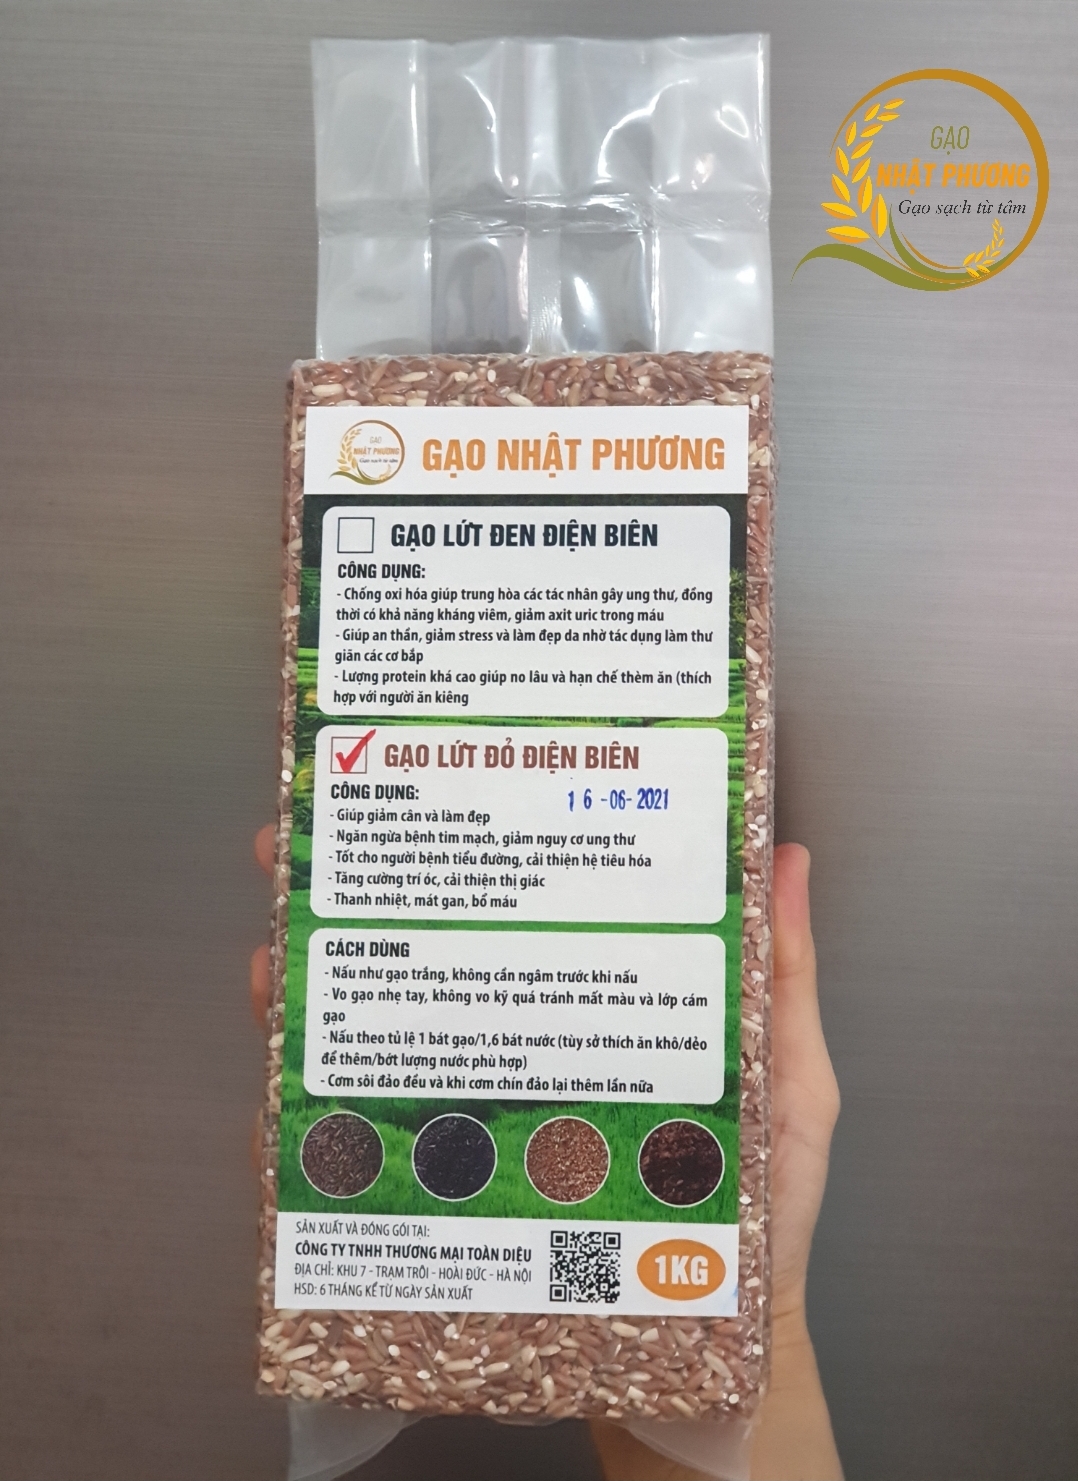 GẠO
NHẬT PHƯƠNG
Gạo sạch từ tâm
GẠO
NHẬT PHƯƠNG
Gạo sạch từ tâm
GẠO NHẬT PHƯƠNG
GẠO LỨT ĐEN ĐIỆN BIÊN
CÔNG DỤNG:
- Chống oxi hóa giúp trung hòa các tác nhân gây ung thư, đồng
thời có khả năng kháng viêm, giảm axit uric trong máu
- Giúp an thần, giảm stress và làm đẹp da nhờ tác dụng làm thư
giãn các cơ bắp
- Lượng protein khá cao giúp no lâu và hạn chế thèm ăn (thích
hợp với người ăn kiêng
GẠO LỨT ĐỎ ĐIỆN BIÊN
CÔNG DỤNG:
16-06-2021
- Giúp giảm cân và làm đẹp
- Ngăn ngừa bệnh tim mạch, giảm nguy cơ ung thư
- Tốt cho người bệnh tiểu đường, cải thiện hệ tiêu hóa
- Tăng cường trí óc, cải thiện thị giác
- Thanh nhiệt, mát gan, bổ máu
CÁCH DÙNG
- Nấu như gạo trắng, không cần ngâm trước khi nấu
- Vo gạo nhẹ tay, không vo kỹ quá tránh mất màu và lớp cám
gạo
- Nấu theo tủ lệ 1 bát gạo/1,6 bát nước (tùy sở thích ăn khô/dẻo
để thêm/bớt lượng nước phù hợp)
- Cơm sôi đảo đều và khi cơm chín đảo lại thêm lần nữa
SẢN XUẤT VÀ ĐÓNG GÓI TẠI:
CÔNG TY TNHH THƯƠNG MẠI TOÀN DIỆU
ĐỊA CHỈ: KHU 7 - TRẠM TRÔI - HOÀI ĐỨC - HÀ NỘI
HSD: 6 THÁNG KỂ TỪ NGÀY SẢN XUẤT
1KG